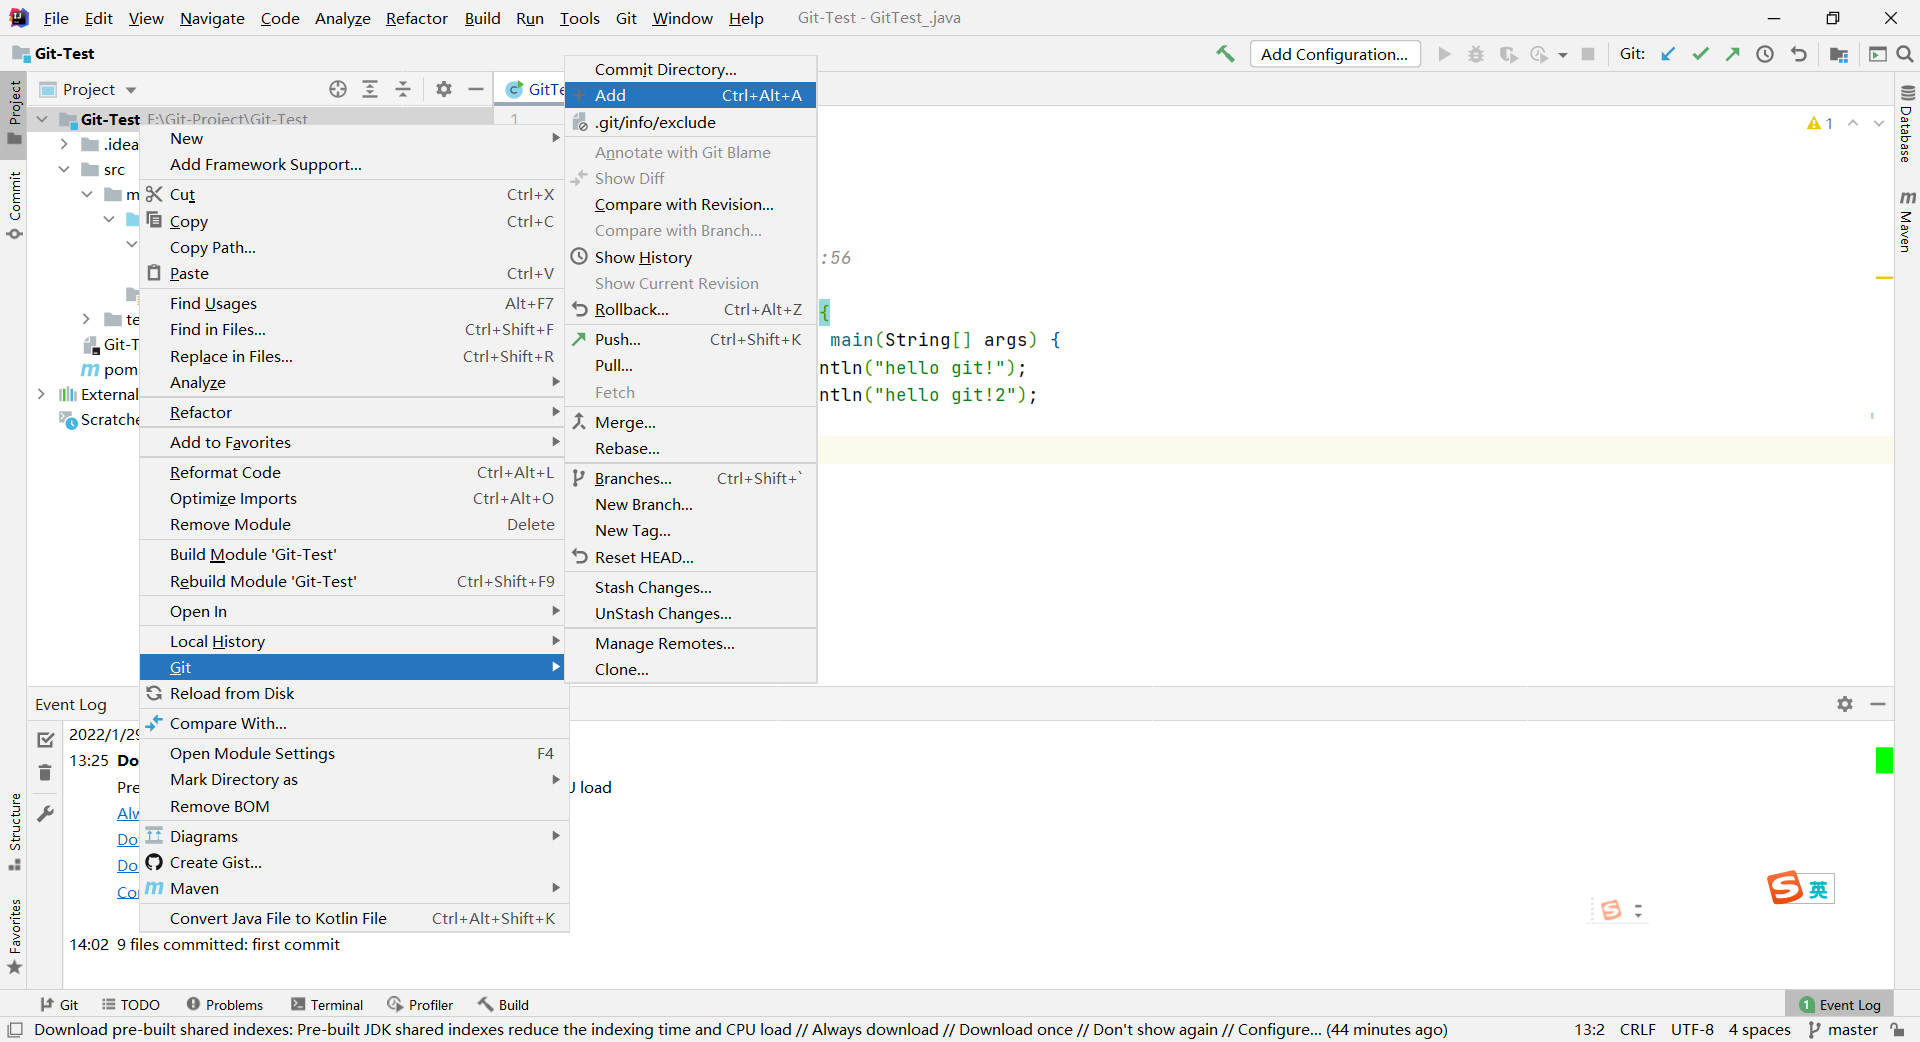 File Edit View Navigate Code Analyze Refactor Build Run Tools Git Window Help Git-Test - GitTest_.java
Git-Test
Add Configuration...
Git:
Project
Commit
Structure
Favorites
Database
Maven
Project
Git-Test F:\Git-Project\Git-Test
.idea
src
m
te
Git-T
pom
External
Scratche
GitTe
1
1
New
Add Framework Support...
Cut Ctrl+X
Copy Ctrl+C
Copy Path...
Paste Ctrl+V
Find Usages Alt+F7
Find in Files... Ctrl+Shift+F
Replace in Files... Ctrl+Shift+R
Analyze
Refactor
Add to Favorites
Reformat Code Ctrl+Alt+L
Optimize Imports Ctrl+Alt+O
Remove Module Delete
Build Module 'Git-Test'
Rebuild Module 'Git-Test' Ctrl+Shift+F9
Open In
Local History
Git
Reload from Disk
Compare With...
Open Module Settings F4
Mark Directory as
Remove BOM
Diagrams
Create Gist...
Maven
Convert Java File to Kotlin File Ctrl+Alt+Shift+K
Commit Directory...
Add Ctrl+Alt+A
.git/info/exclude
Annotate with Git Blame
Show Diff
Compare with Revision...
Compare with Branch...
Show History
Show Current Revision
Rollback... Ctrl+Alt+Z
Push... Ctrl+Shift+K
Pull...
Fetch
Merge...
Rebase...
Branches... Ctrl+Shift+`
New Branch...
New Tag...
Reset HEAD...
Stash Changes...
UnStash Changes...
Manage Remotes...
Clone...
:56
{
main(String[] args) {
ntln("hello git!");
ntln("hello git!2");
Event Log
2022/1/29
13:25 Do
Pre
J load
Alw
Do
Do
Con
14:02 9 files committed: first commit
英
Git TODO Problems Terminal Profiler Build 1 Event Log
Download pre-built shared indexes: Pre-built JDK shared indexes reduce the indexing time and CPU load // Always download // Download once // Don't show again // Configure... (44 minutes ago) 13:2 CRLF UTF-8 4 spaces master